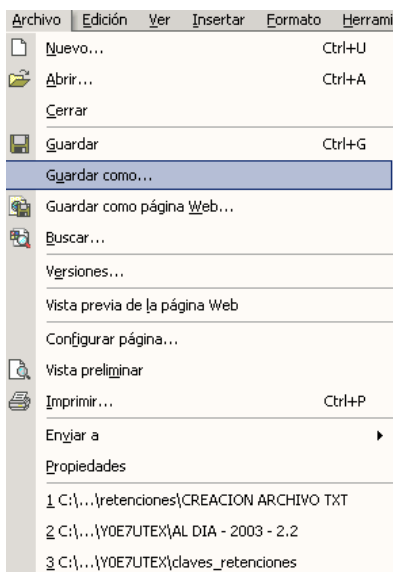 Archivo Edición Ver Insertar Formato Herrami
Nuevo... Ctrl+U
Abrir... Ctrl+A
Cerrar
Guardar Ctrl+G
Guardar como...
Guardar como página Web...
Buscar...
Versiones...
Vista previa de la página Web
Configurar página...
Vista preliminar
Imprimir... Ctrl+P
Enviar a
Propiedades
1 C:\...\retenciones\CREACION ARCHIVO TXT
2 C:\...\Y0E7UTEX\AL DIA - 2003 - 2.2
3 C:\...\Y0E7UTEX\claves_retenciones